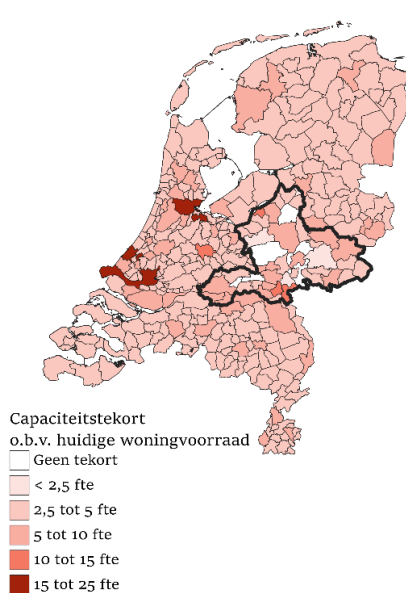 Capaciteitstekort
o.b.v. huidige woningvoorraad
Geen tekort
< 2,5 fte
2,5 tot 5 fte
5 tot 10 fte
10 tot 15 fte
15 tot 25 fte